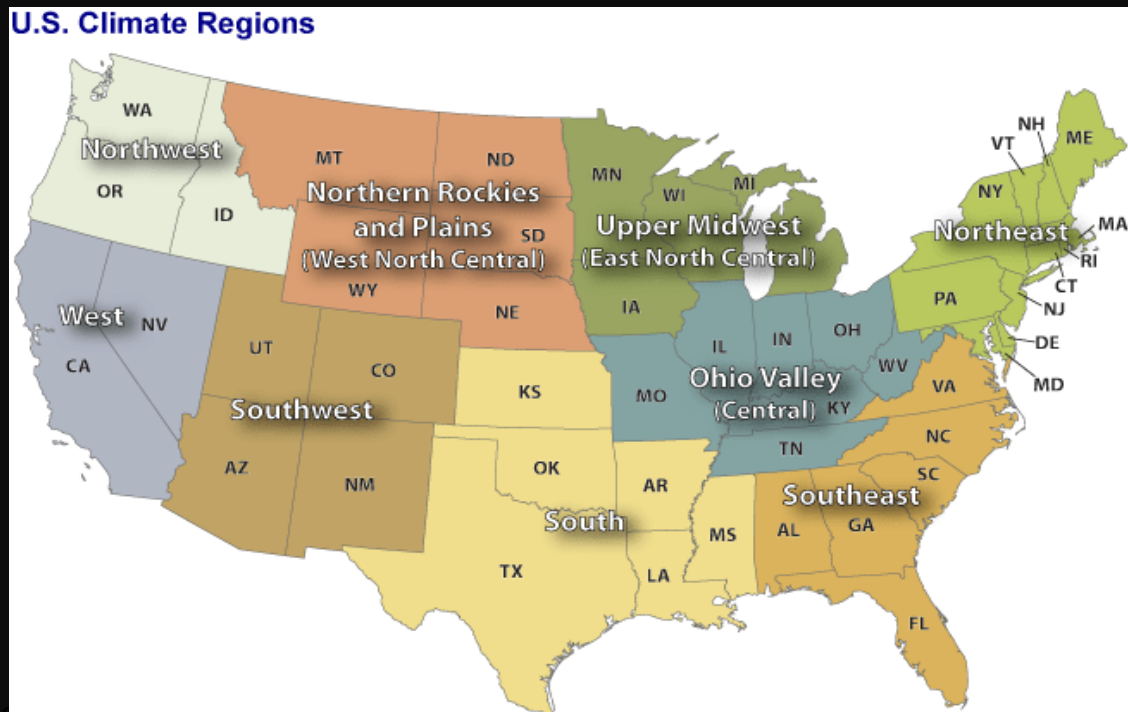 U.S. Climate Regions
WA
Northwest
OR
ID
MT
ND
Northern Rockies
and Plains
SD
(West North Central)
WY
NE
MN
WI
MI
Upper Midwest
(East North Central)
IA
NH
VT
ME
NY
Northeast
MA
RI
CT
PA
NJ
DE
MD
West
NV
CA
UT
CO
Southwest
AZ
NM
KS
OK
AR
South
MS
TX
LA
IL
IN
OH
WV
Ohio Valley
MO
(Central)
KY
TN
VA
NC
SC
Southeast
AL
GA
FL